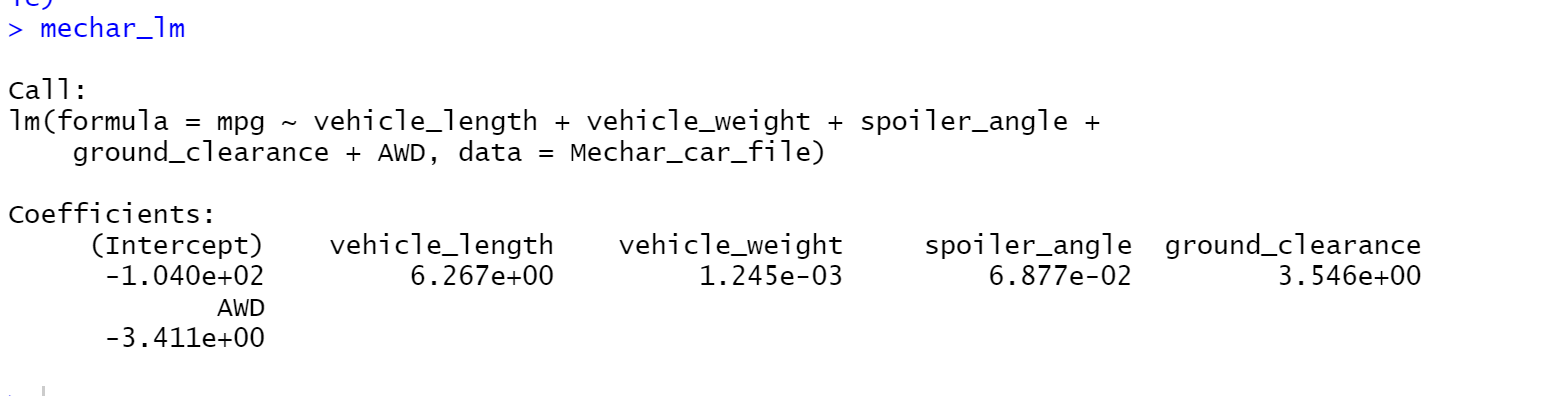 > mechar_lm
Call:
lm(formula = mpg ~ vehicle_length + vehicle_weight + spoiler_angle +
    ground_clearance + AWD, data = Mechar_car_file)
Coefficients:
     (Intercept)    vehicle_length    vehicle_weight     spoiler_angle  ground_clearance
      -1.040e+02         6.267e+00         1.245e-03         6.877e-02         3.546e+00
             AWD
      -3.411e+00